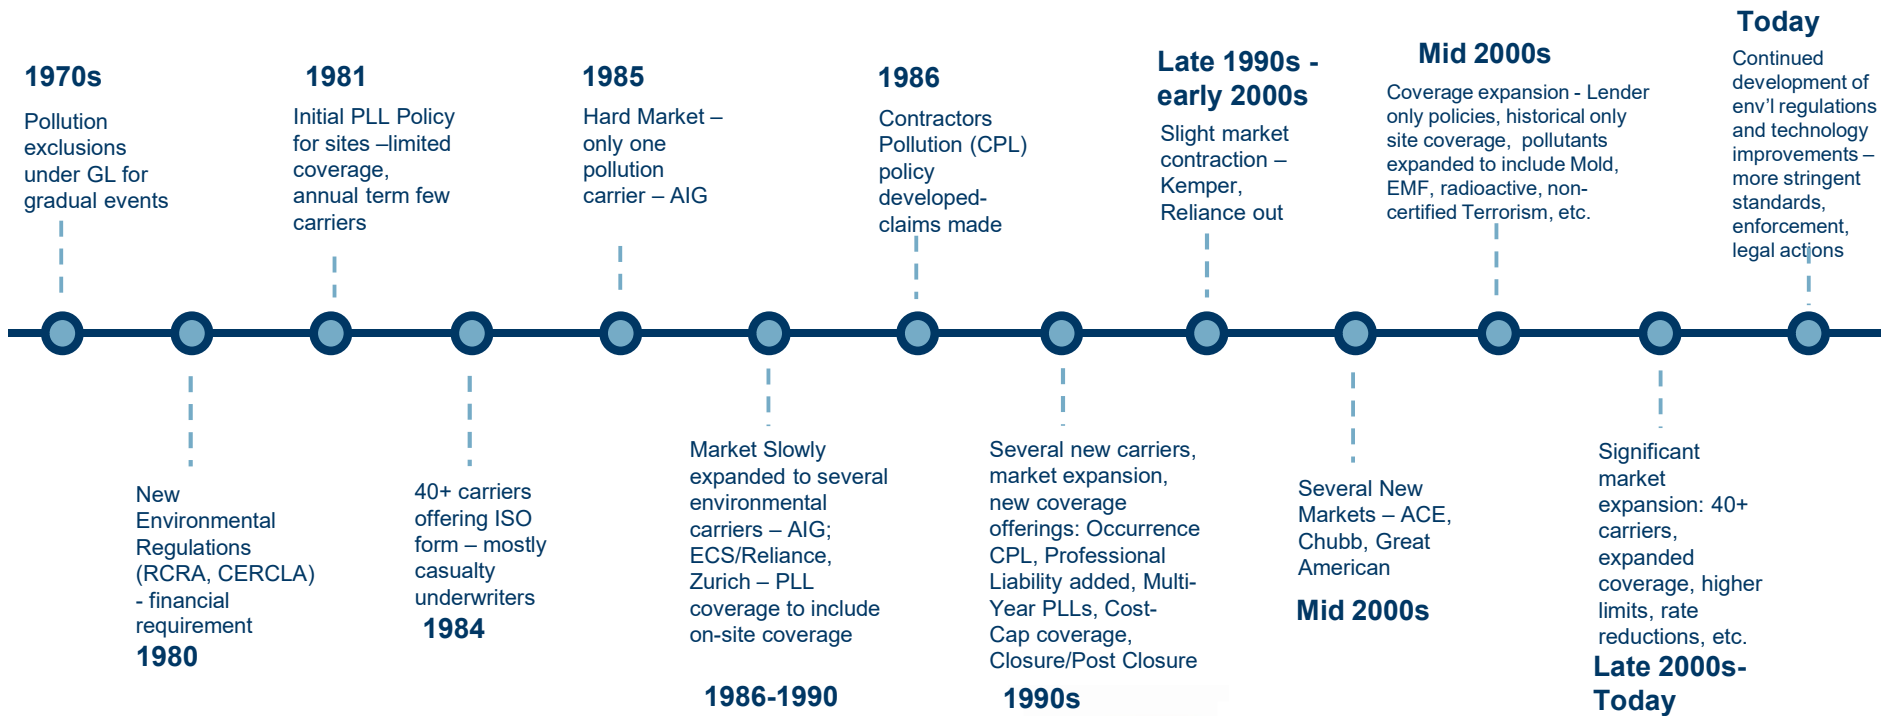 1970s
Pollution
exclusions
under GL for
gradual events
New
Environmental
Regulations
(RCRA, CERCLA)
- financial
requirement
1980
1981
Initial PLL Policy
for sites –limited
coverage,
annual term few
carriers
40+ carriers
offering ISO
form – mostly
casualty
underwriters
1984
1985
Hard Market –
only one
pollution
carrier – AIG
Market Slowly
expanded to several
environmental
carriers – AIG;
ECS/Reliance,
Zurich – PLL
coverage to include
on-site coverage
1986-1990
1986
Contractors
Pollution (CPL)
policy
developed-
claims made
Several new carriers,
market expansion,
new coverage
offerings: Occurrence
CPL, Professional
Liability added, Multi-
Year PLLs, Cost-
Cap coverage,
Closure/Post Closure
1990s
Late 1990s -
early 2000s
Slight market
contraction –
Kemper,
Reliance out
Several New
Markets – ACE,
Chubb, Great
American
Mid 2000s
Mid 2000s
Coverage expansion - Lender
only policies, historical only
site coverage, pollutants
expanded to include Mold,
EMF, radioactive, non-
certified Terrorism, etc.
Significant
market
expansion: 40+
carriers,
expanded
coverage, higher
limits, rate
reductions, etc.
Late 2000s-
Today
Today
Continued
development of
env’l regulations
and technology
improvements –
more stringent
standards,
enforcement,
legal actions